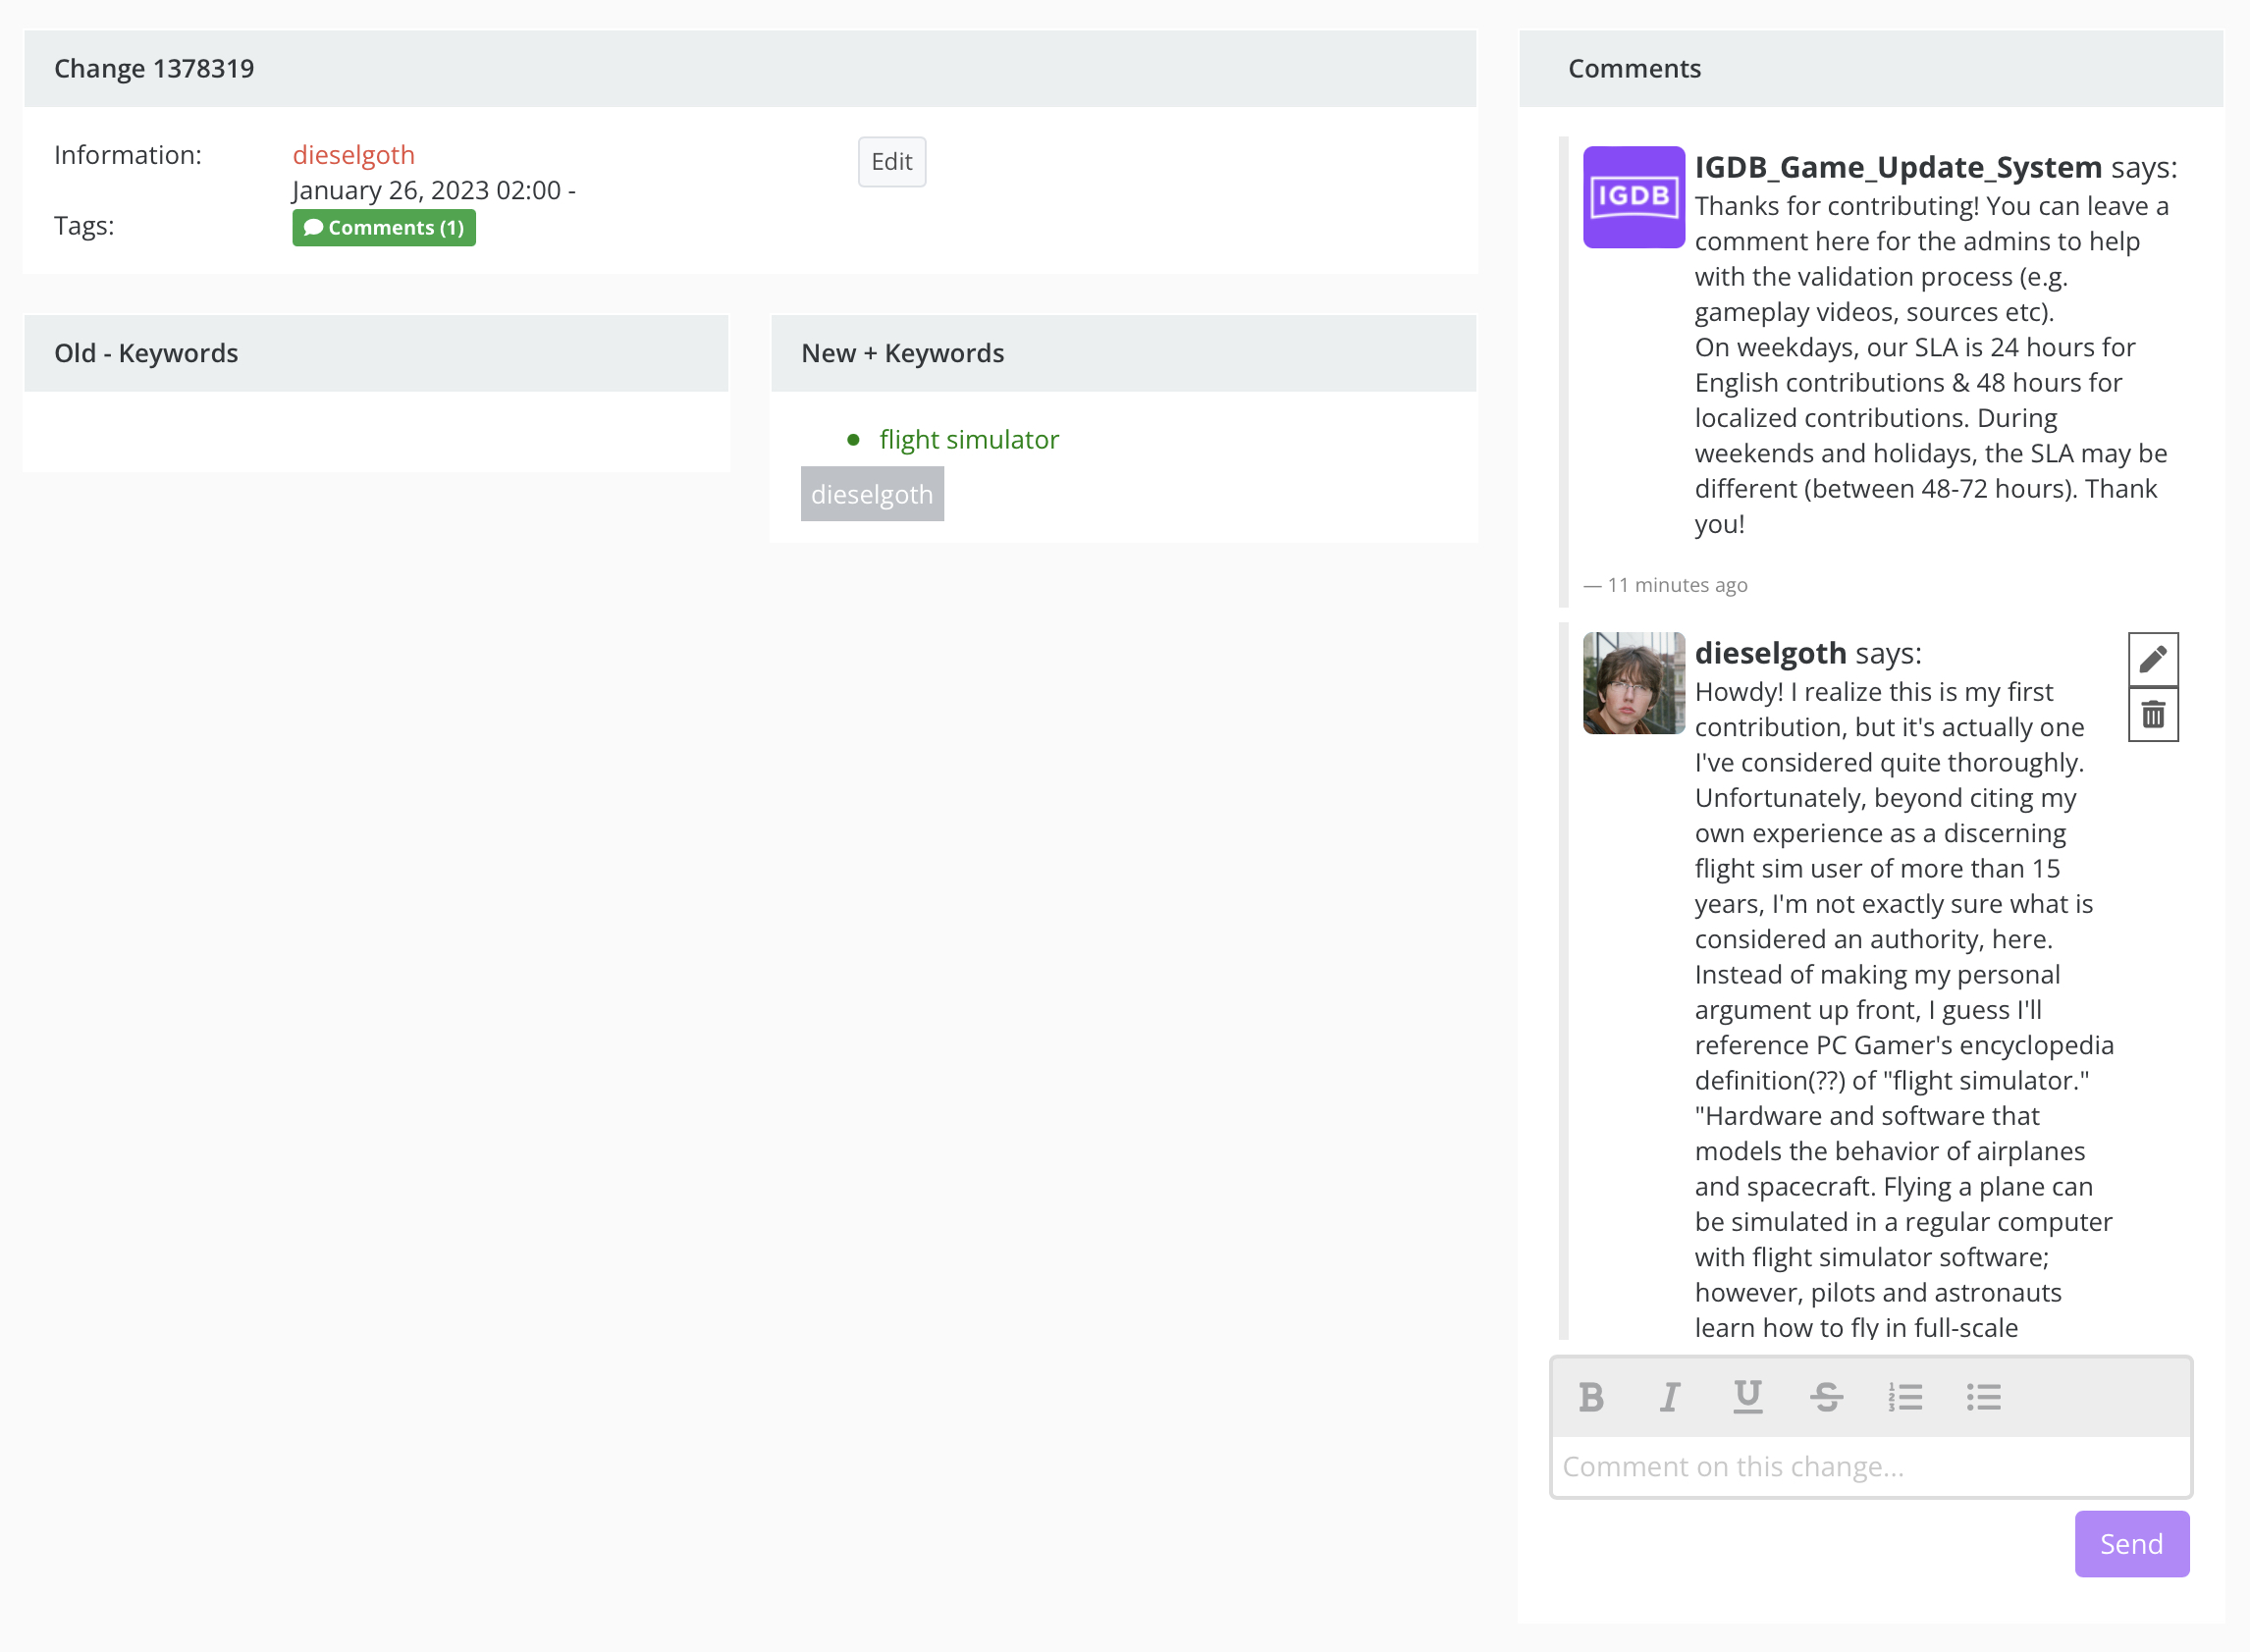 Change 1378319
Information:
dieselgoth
Edit
January 26, 2023 02:00 -
Tags:
Comments (1)
Old - Keywords
New + Keywords
flight simulator
dieselgoth
Comments
IGDB
IGDB_Game_Update_System says:
Thanks for contributing! You can leave a
comment here for the admins to help
with the validation process (e.g.
gameplay videos, sources etc).
On weekdays, our SLA is 24 hours for
English contributions & 48 hours for
localized contributions. During
weekends and holidays, the SLA may be
different (between 48-72 hours). Thank
you!
— 11 minutes ago
dieselgoth says:
Howdy! I realize this is my first
contribution, but it's actually one
I've considered quite thoroughly.
Unfortunately, beyond citing my
own experience as a discerning
flight sim user of more than 15
years, I'm not exactly sure what is
considered an authority, here.
Instead of making my personal
argument up front, I guess I'll
reference PC Gamer's encyclopedia
definition(??) of "flight simulator."
"Hardware and software that
models the behavior of airplanes
and spacecraft. Flying a plane can
be simulated in a regular computer
with flight simulator software;
however, pilots and astronauts
learn how to fly in full-scale
B I U S
Comment on this change...
Send